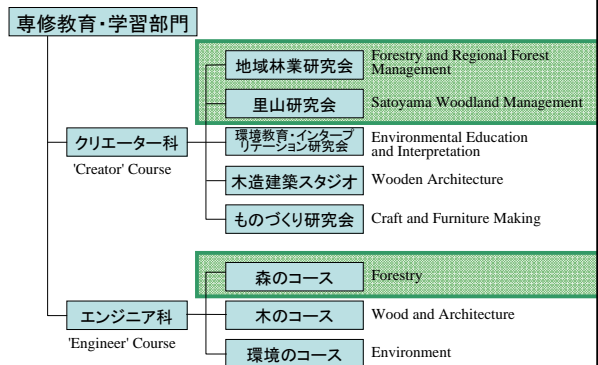 専修教育・学習部門
地域林業研究会
Forestry and Regional Forest
Management
里山研究会
Satoyama Woodland Management
クリエーター科
'Creator' Course
環境教育・インタープ
リテーション研究会
Environmental Education
and Interpretation
木造建築スタジオ
Wooden Architecture
ものづくり研究会
Craft and Furniture Making
森のコース
Forestry
エンジニア科
'Engineer' Course
木のコース
Wood and Architecture
環境のコース
Environment